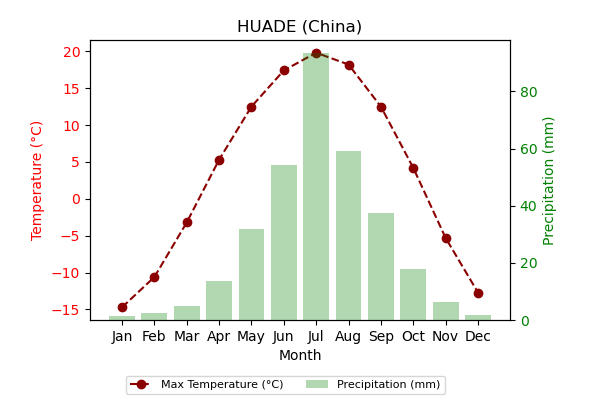 HUADE (China)
20
15
10
5
0
−5
−10
−15
Temperature (°C)
80
60
40
20
0
Precipitation (mm)
Jan Feb Mar Apr May Jun Jul Aug Sep Oct Nov Dec
Month
Max Temperature (°C) Precipitation (mm)